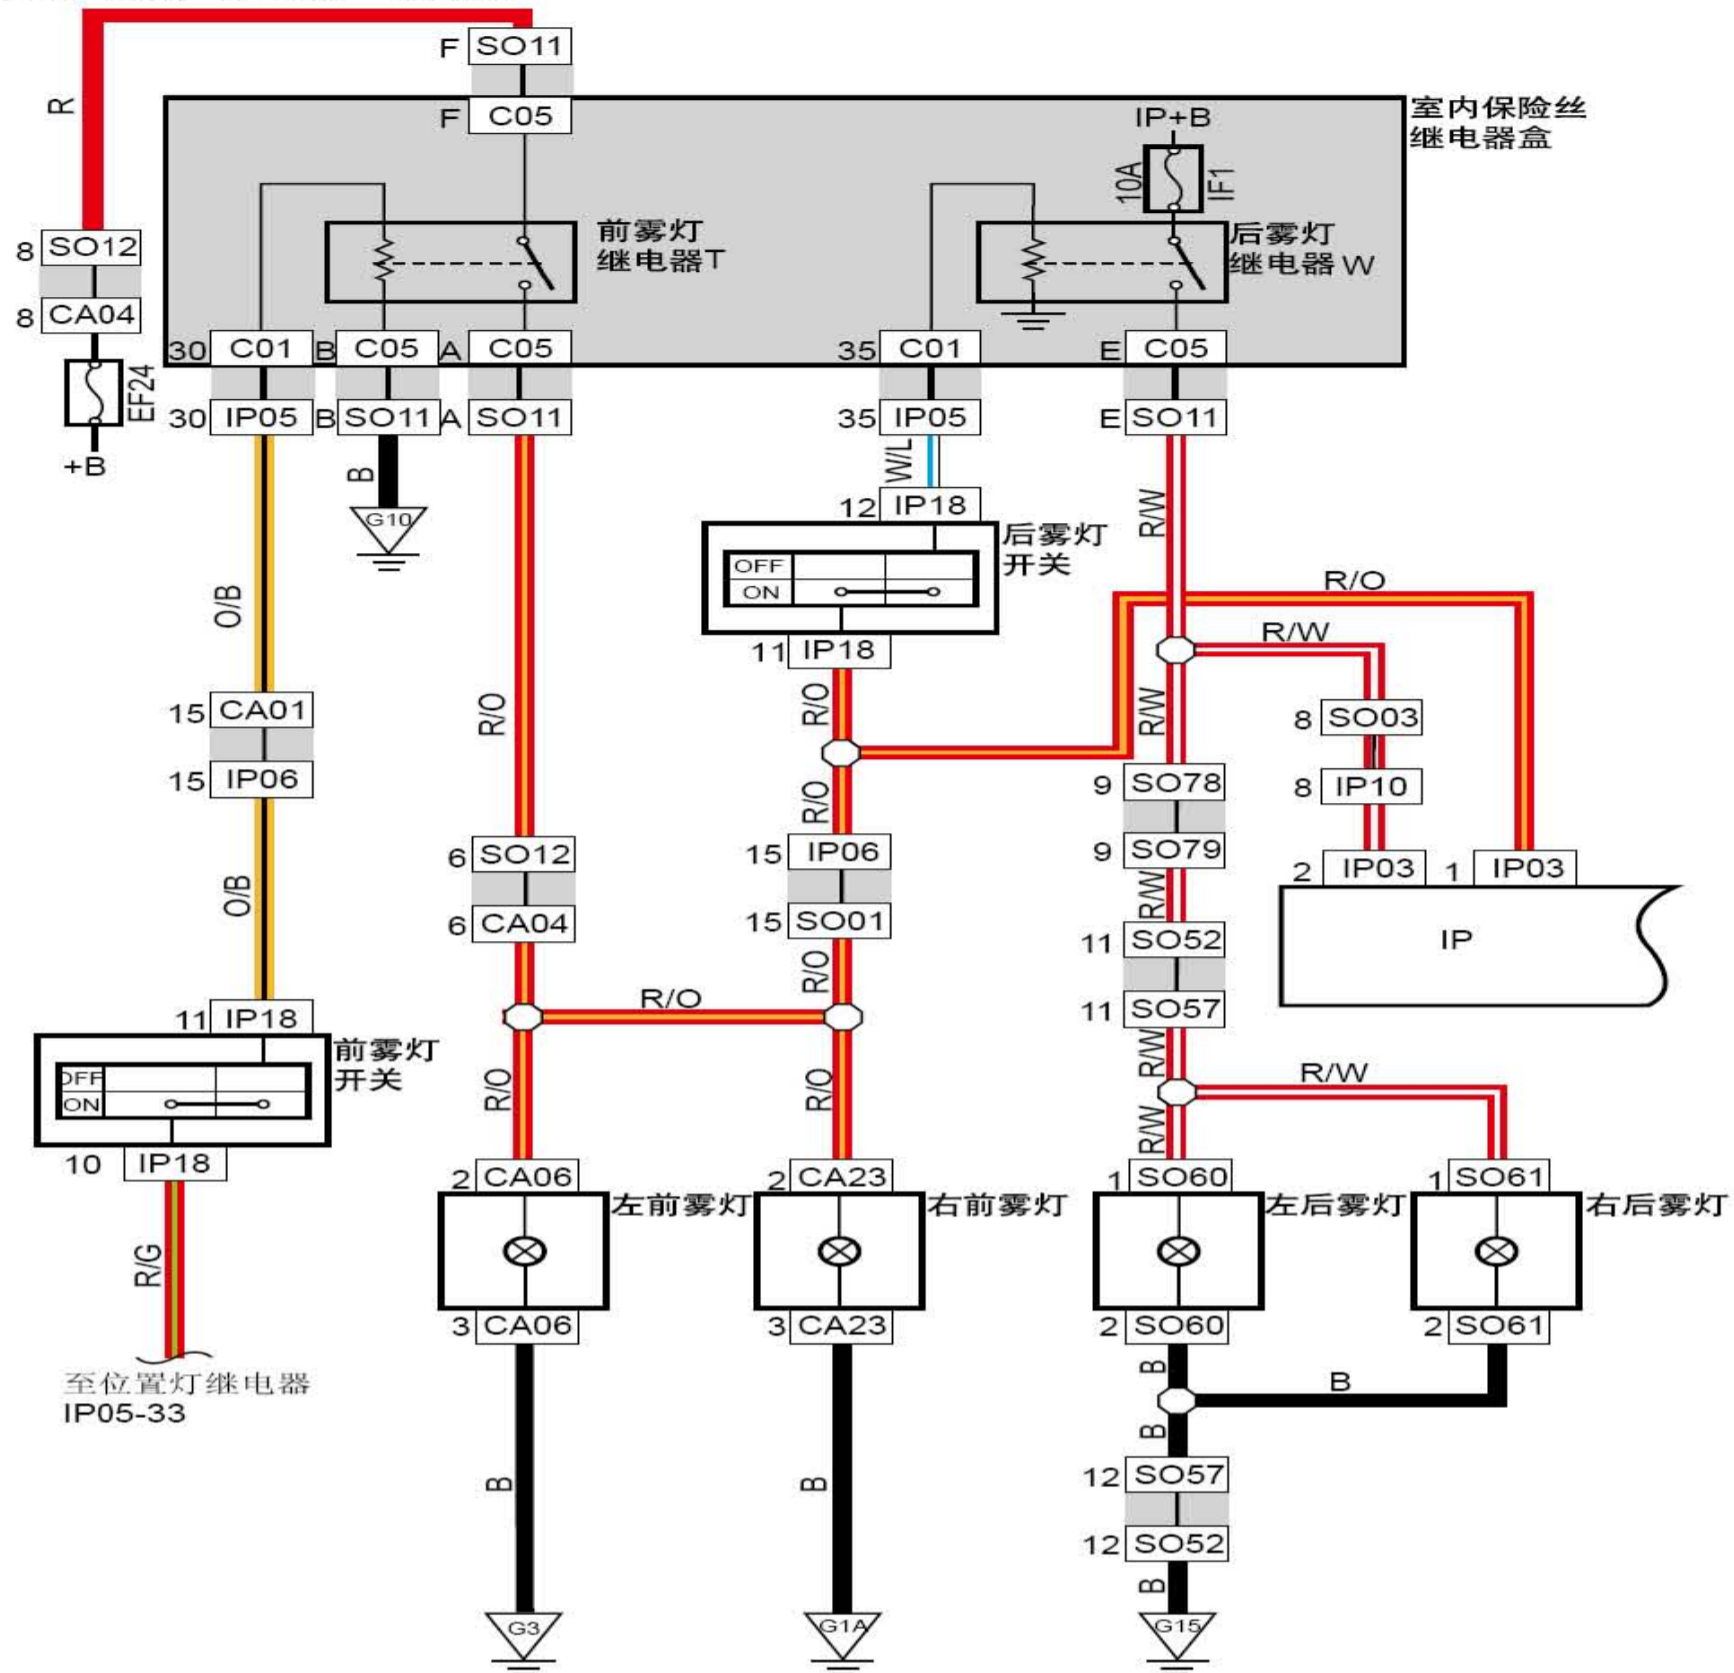 F SO11
R
F C05
IP+B
室内保险丝
继电器盒
10A
IF1
8 SO12
前雾灯
继电器T
后雾灯
继电器W
8 CA04
EF24
+B
30 C01
B C05
A C05
35 C01
E C05
30 IP05
B SO11
A SO11
35 IP05
E SO11
B
G10
W/L
12 IP18
后雾灯
开关
OFF
ON
R/W
R/O
O/B
R/W
11 IP18
R/O
R/O
R/W
15 CA01
8 SO03
15 IP06
8 IP10
9 SO78
R/O
6 SO12
15 IP06
9 SO79
2 IP03
1 IP03
O/B
R/W
6 CA04
15 SO01
11 SO52
IP
R/O
R/O
11 SO57
11 IP18
前雾灯
开关
OFF
ON
R/W
R/O
R/O
R/W
R/W
10 IP18
2 CA06
2 CA23
1 SO60
1 SO61
左前雾灯
右前雾灯
左后雾灯
右后雾灯
R/G
3 CA06
3 CA23
2 SO60
2 SO61
至位置灯继电器
IP05-33
B
B
B
B
B
12 SO57
12 SO52
B
G3
G1A
G15